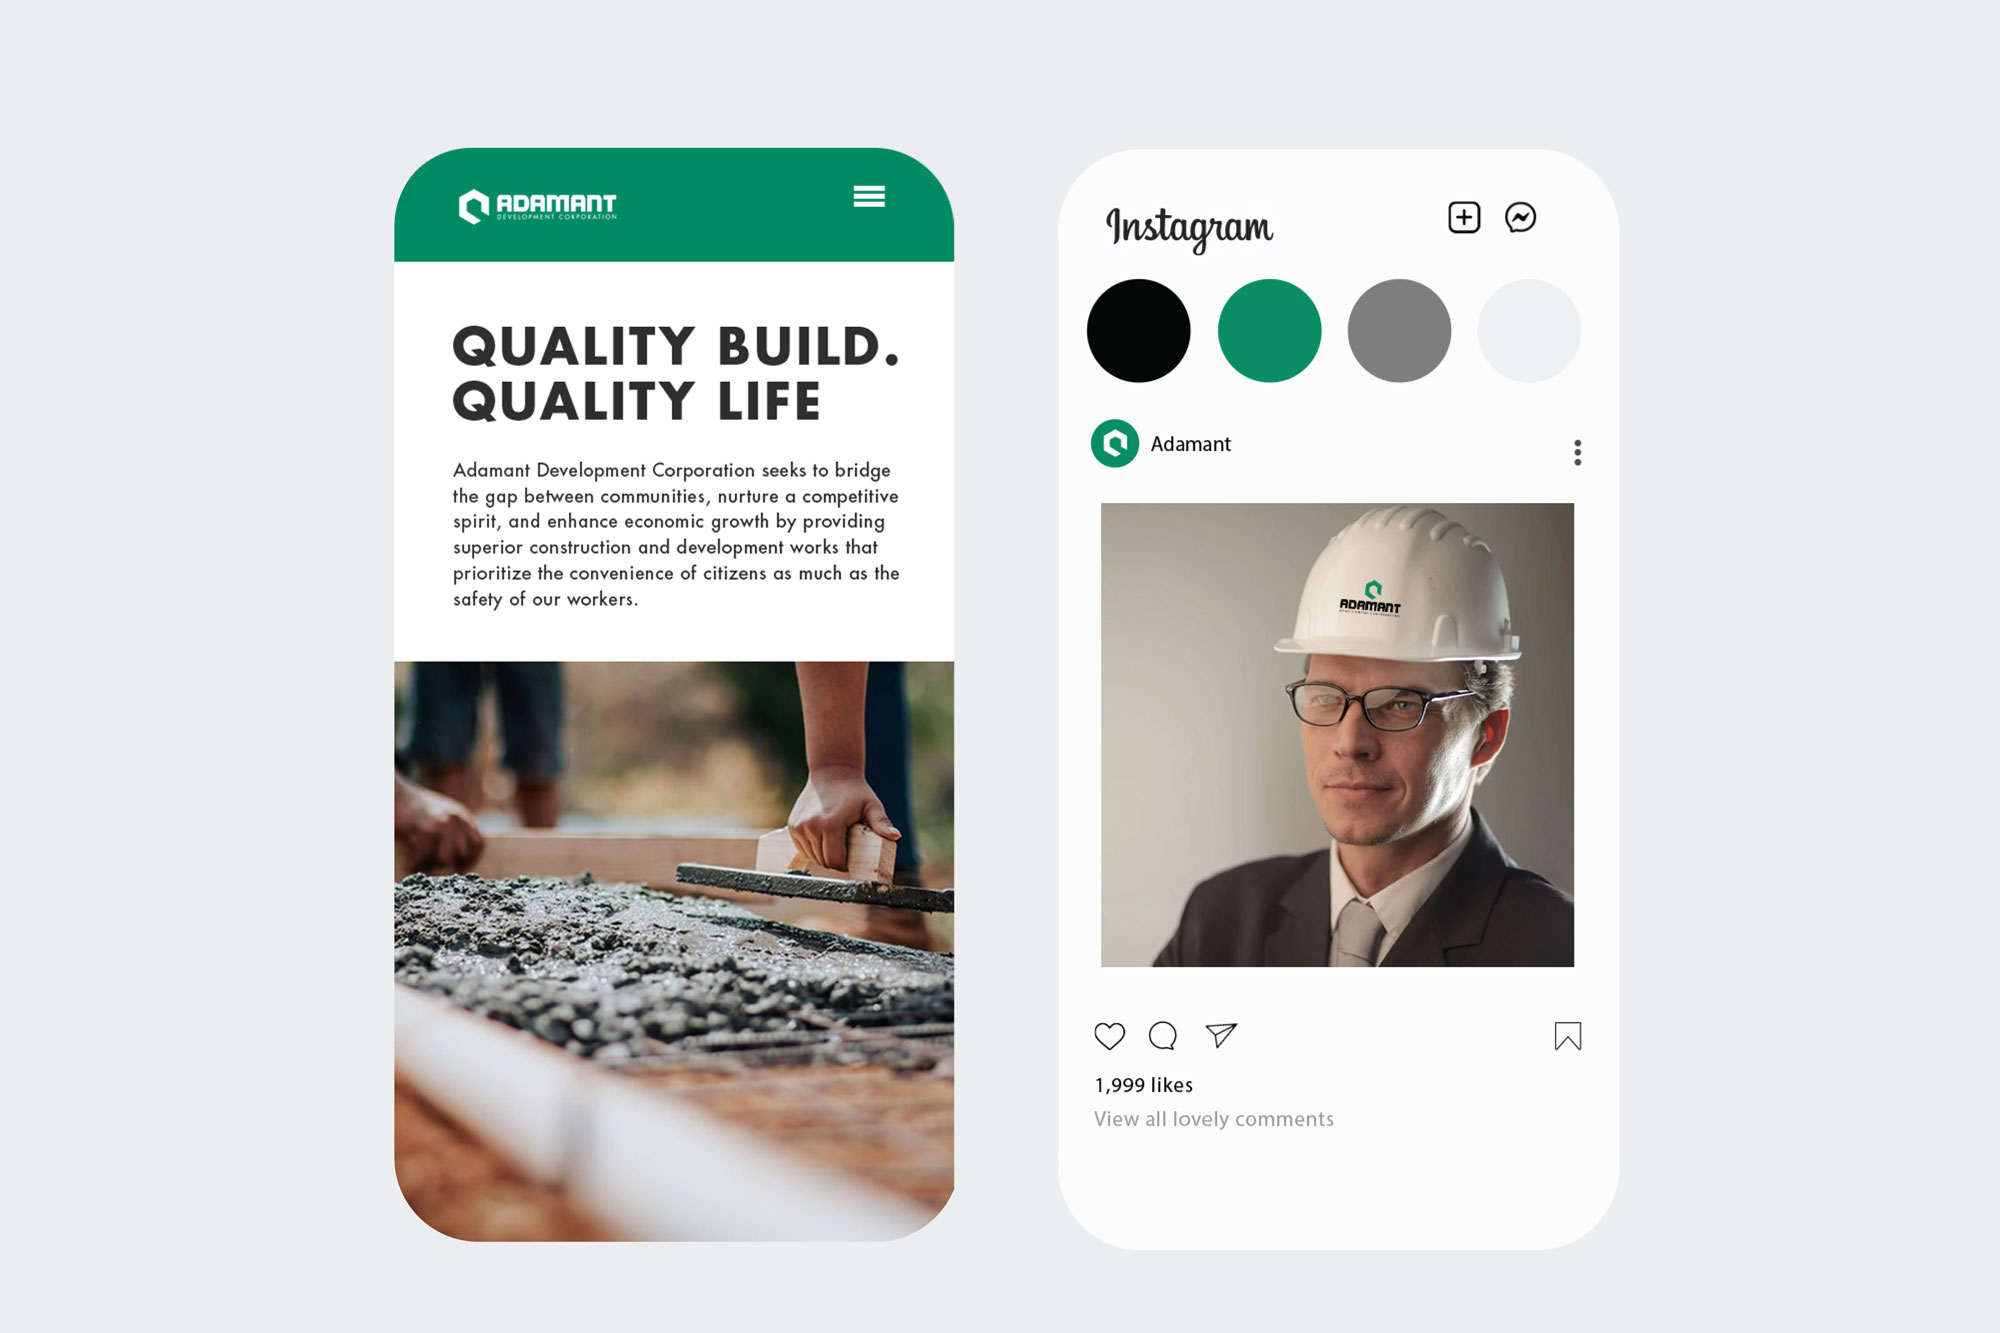 ADAMANT
DEVELOPMENT CORPORATION
QUALITY BUILD.
QUALITY LIFE
Adamant Development Corporation seeks to bridge
the gap between communities, nurture a competitive
spirit, and enhance economic growth by providing
superior construction and development works that
prioritize the convenience of citizens as much as the
safety of our workers.
Instagram
Adamant
ADAMANT
1,999 likes
View all lovely comments